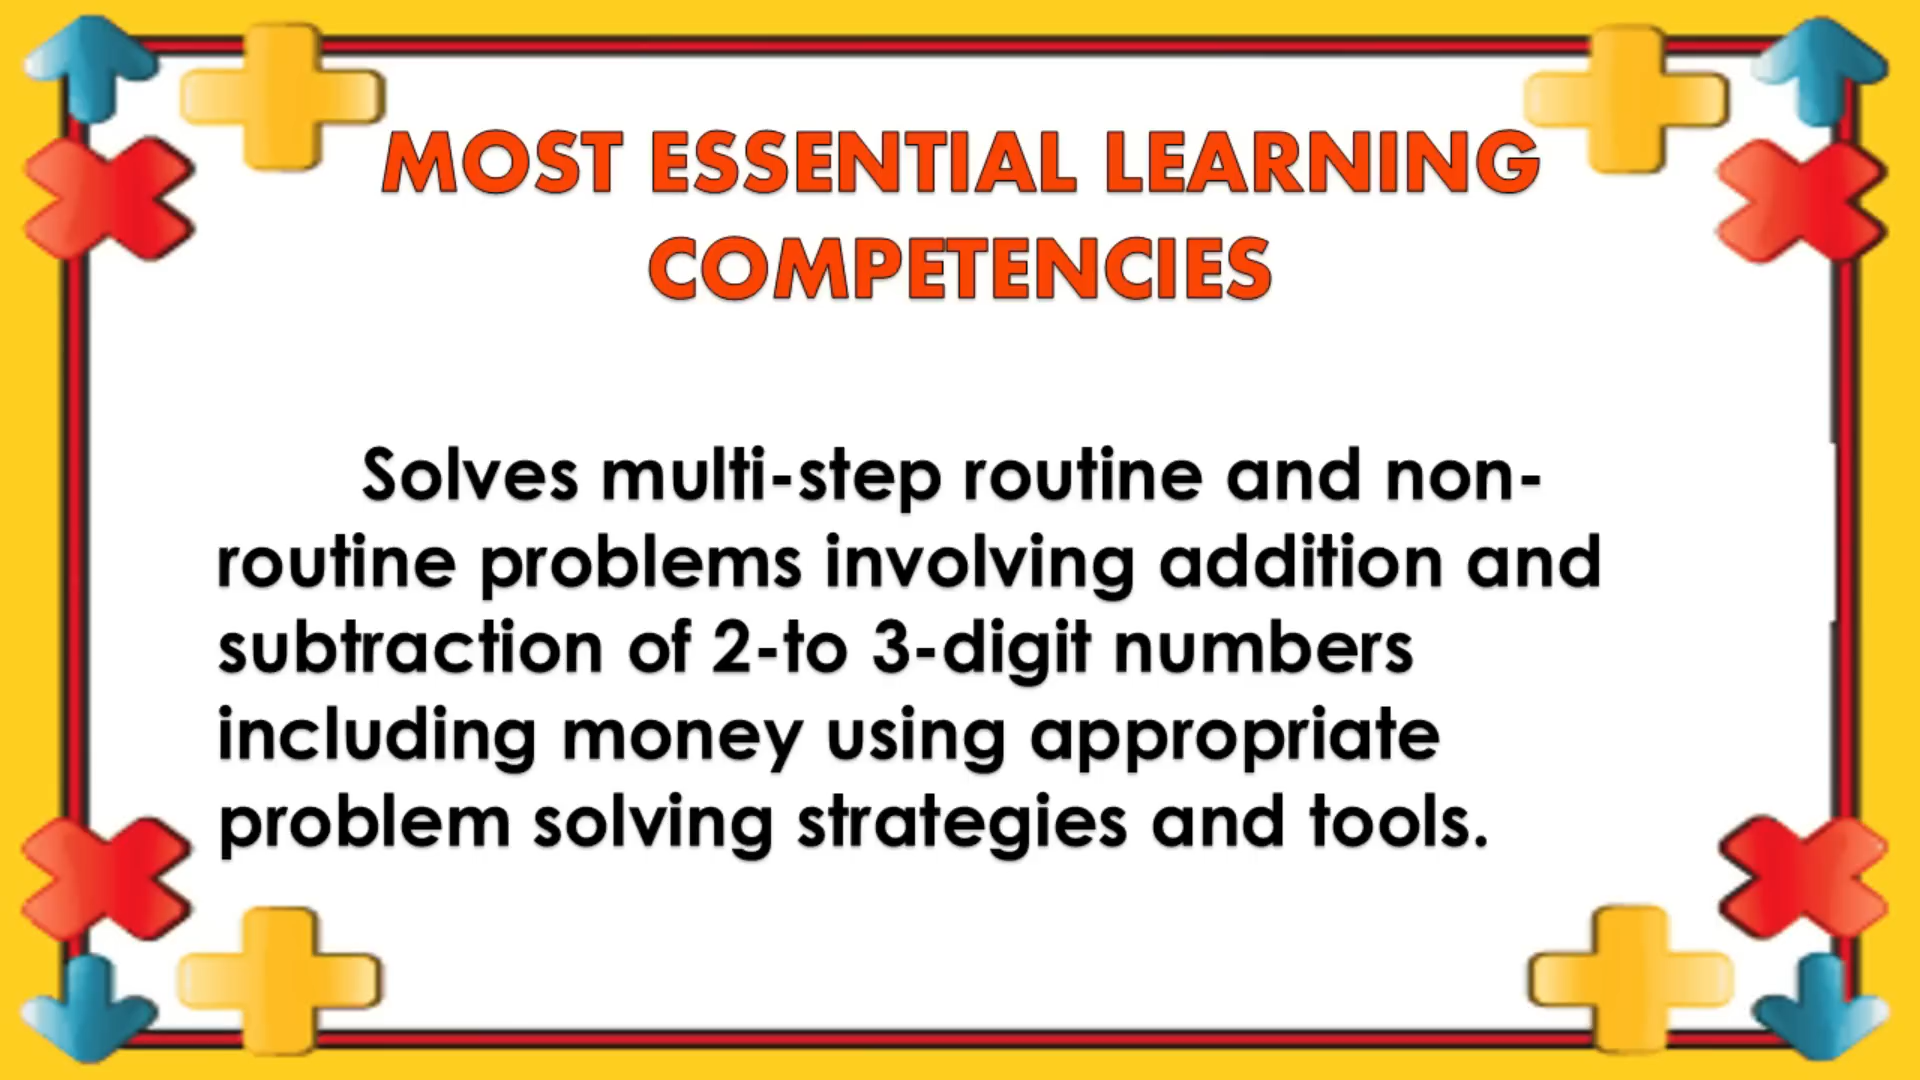 MOST ESSENTIAL LEARNING
COMPETENCIES
Solves multi-step routine and non-
routine problems involving addition and
subtraction of 2-to 3-digit numbers
including money using appropriate
problem solving strategies and tools.